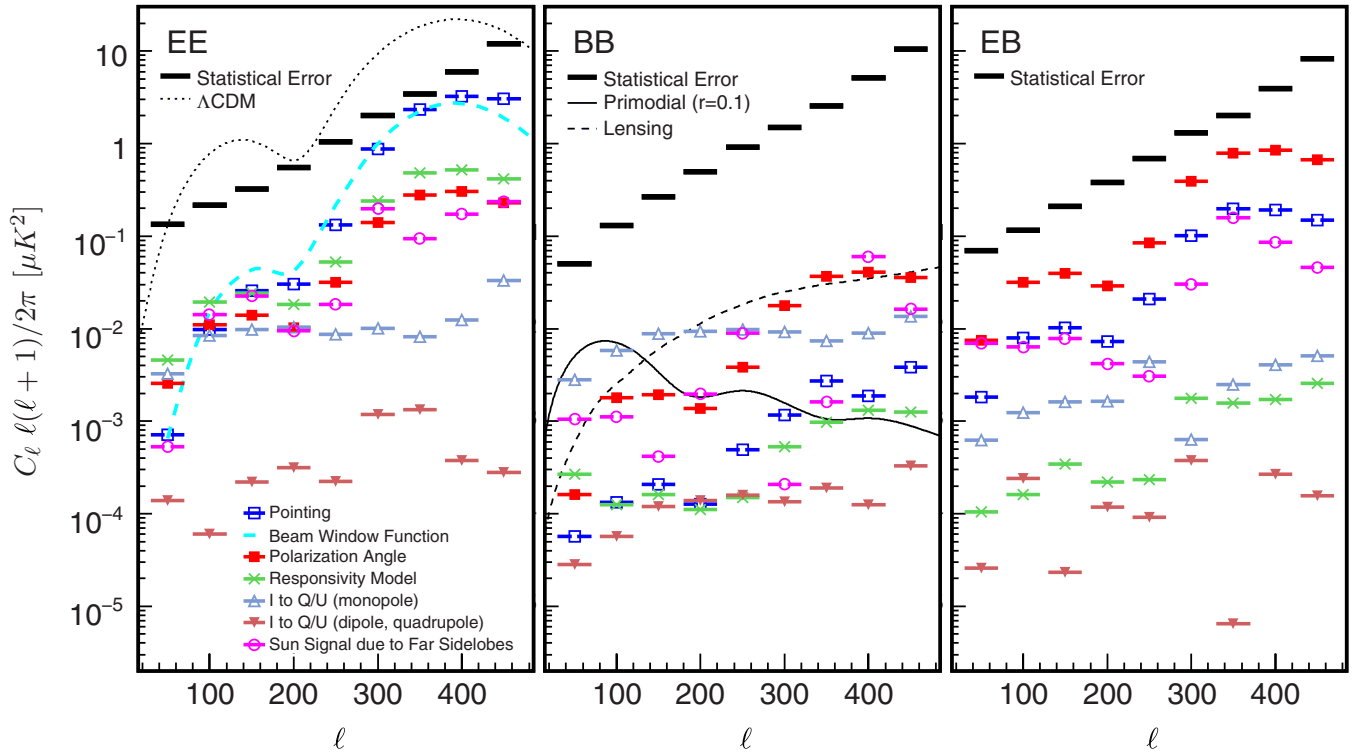 EE
Statistical Error
ΛCDM
Pointing
Beam Window Function
Polarization Angle
Responsivity Model
I to Q/U (monopole)
I to Q/U (dipole, quadrupole)
Sun Signal due to Far Sidelobes
BB
Statistical Error
Primodial (r=0.1)
Lensing
EB
Statistical Error
C_ℓ ℓ(ℓ + 1)/2π [μK²]
10
1
10⁻¹
10⁻²
10⁻³
10⁻⁴
10⁻⁵
100 200 300 400
100 200 300 400
100 200 300 400
ℓ ℓ ℓ